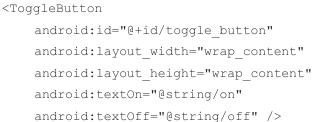 <ToggleButton
    android:id="@+id/toggle_button"
    android:layout_width="wrap_content"
    android:layout_height="wrap_content"
    android:textOn="@string/on"
    android:textOff="@string/off" />